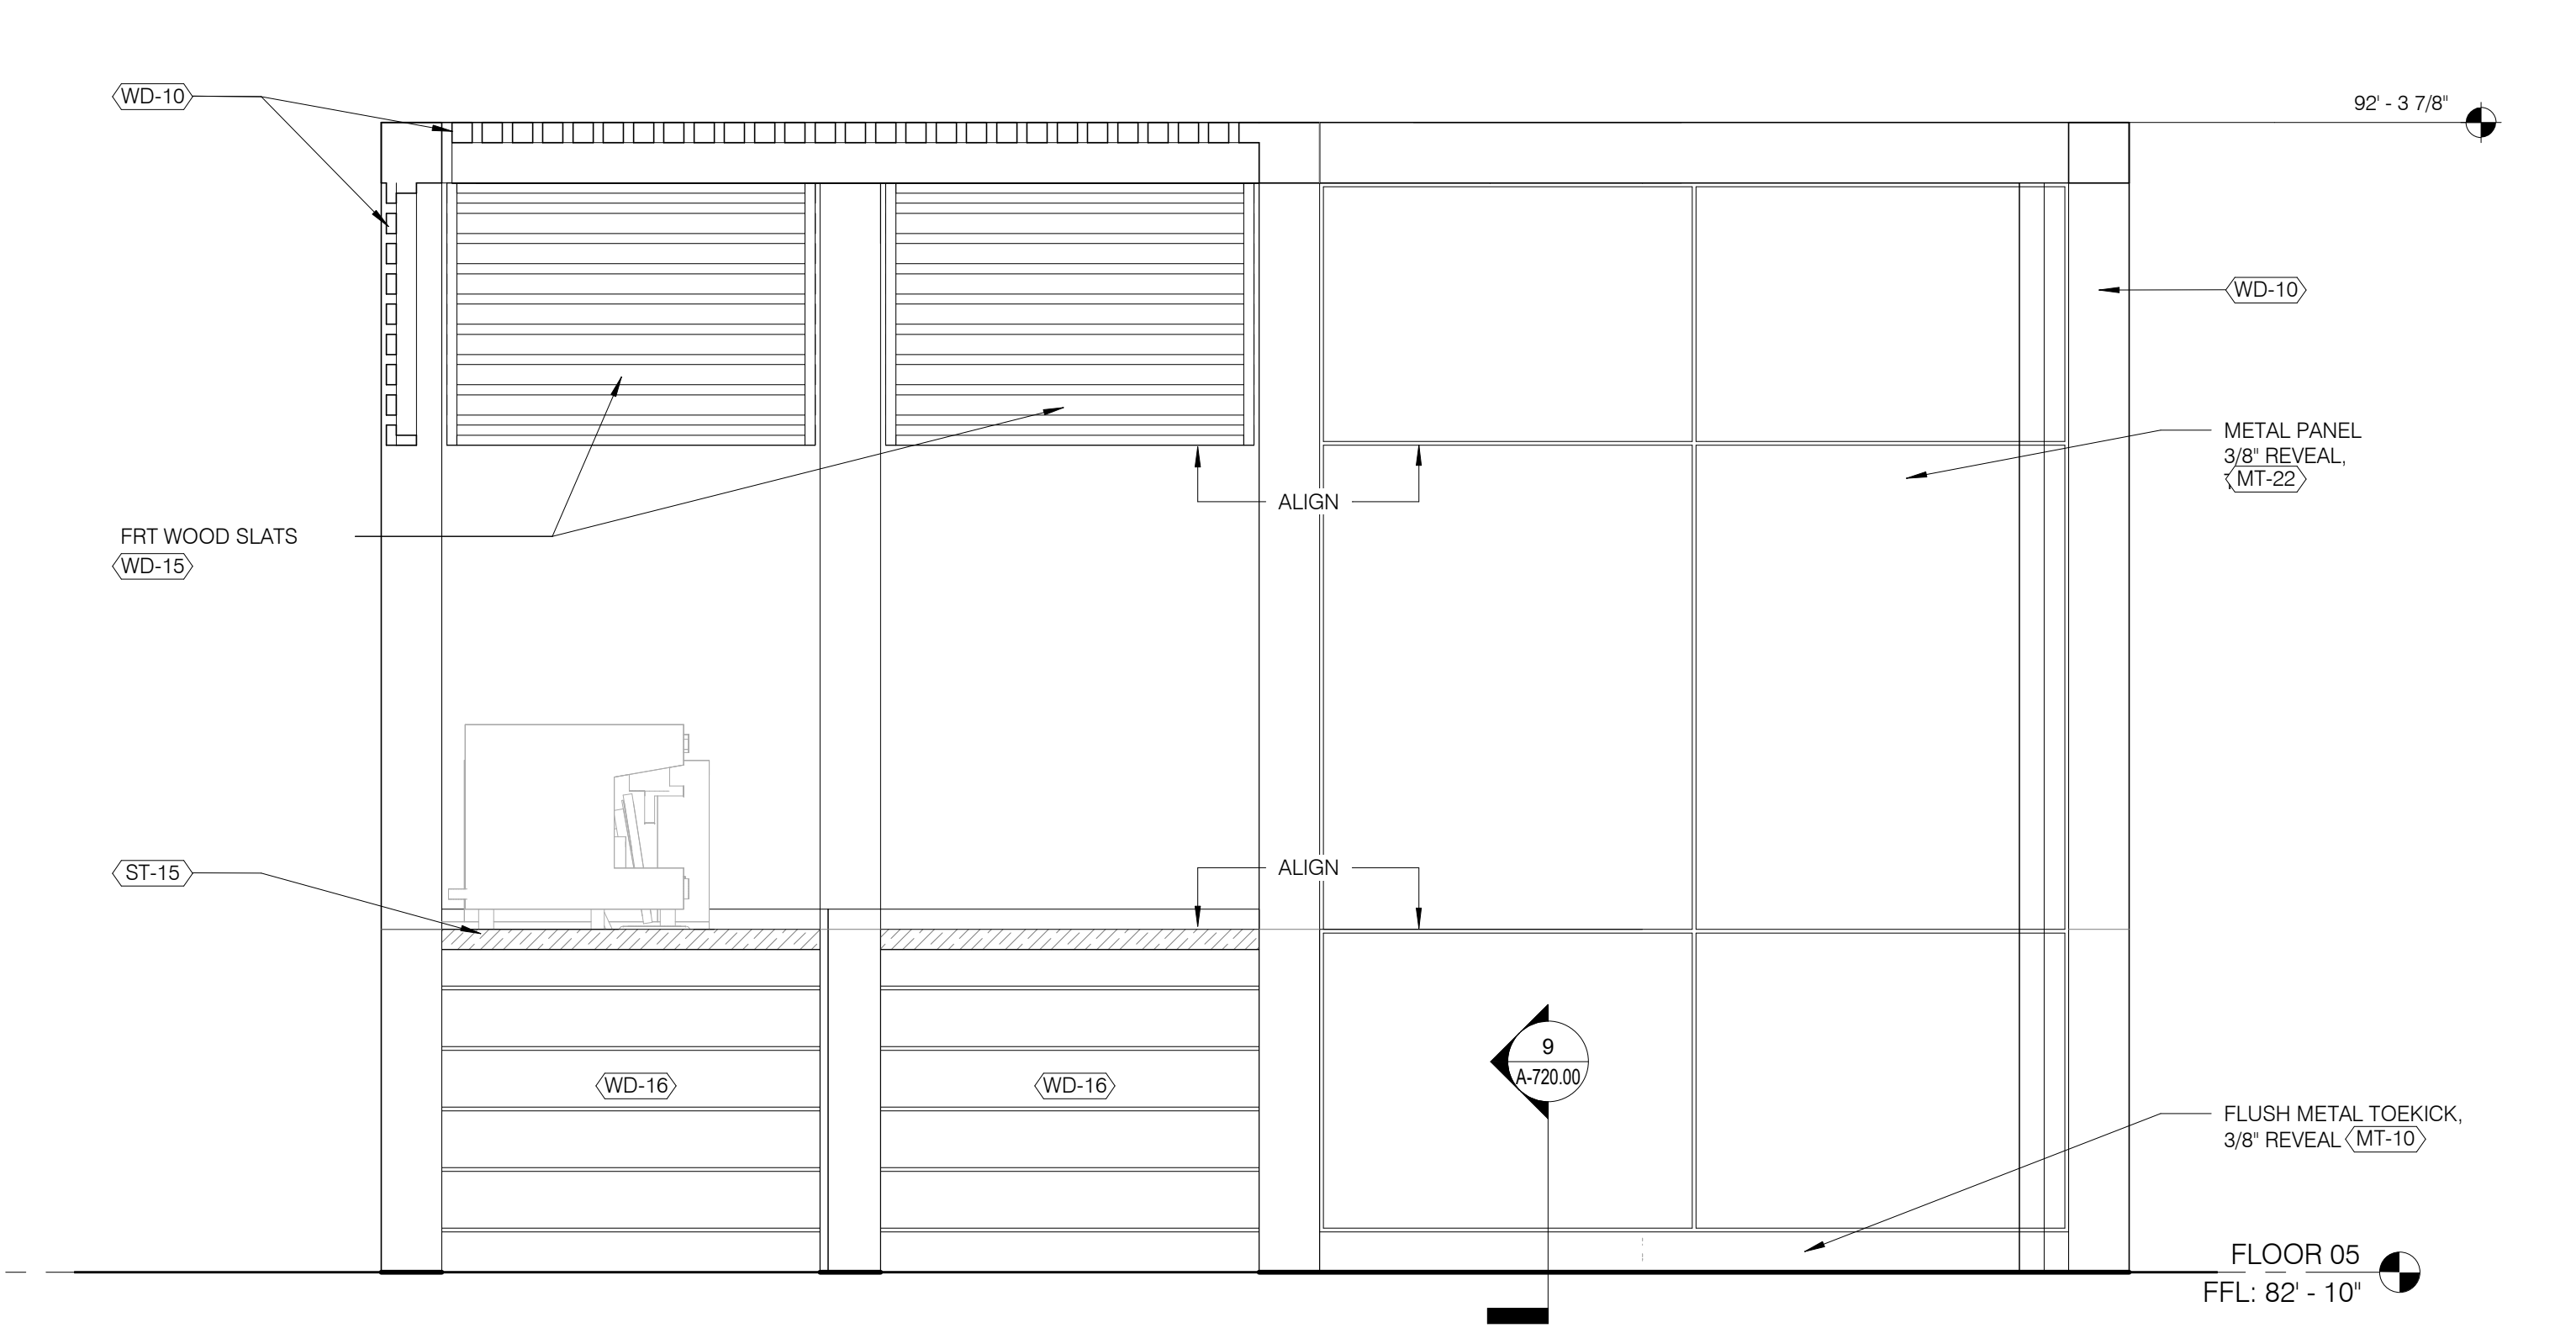 92' - 3 7/8"
WD-10
WD-10
METAL PANEL
3/8" REVEAL,
MT-22
ALIGN
FRT WOOD SLATS
WD-15
ALIGN
ST-15
9
A-720.00
WD-16
WD-16
FLUSH METAL TOEKICK,
3/8" REVEAL MT-10
FLOOR 05
FFL: 82' - 10"